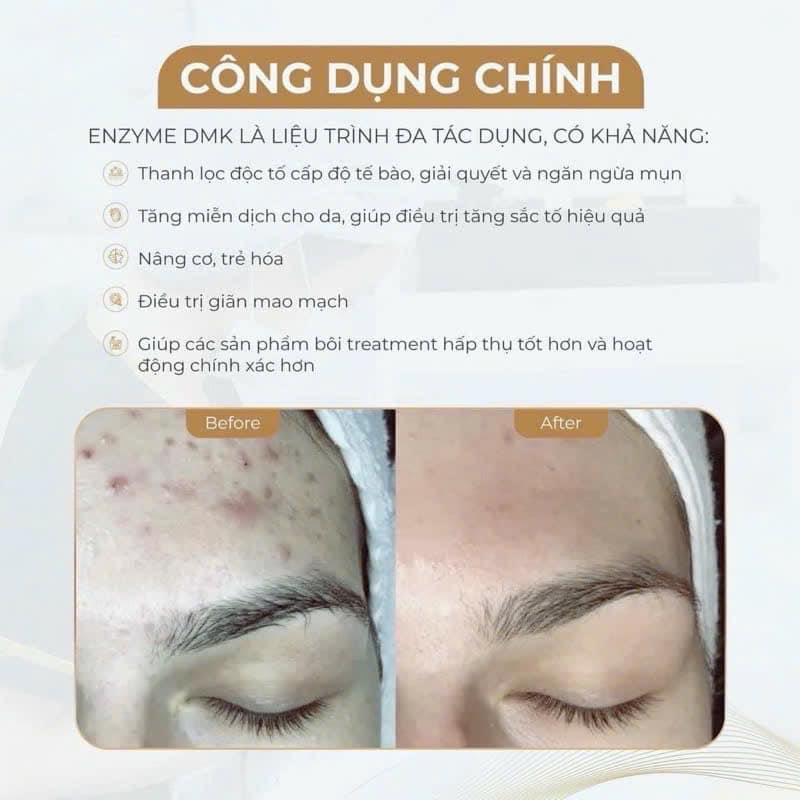 CÔNG DỤNG CHÍNH
ENZYME DMK LÀ LIỆU TRÌNH ĐA TÁC DỤNG, CÓ KHẢ NĂNG:
Thanh lọc độc tố cấp độ tế bào, giải quyết và ngăn ngừa mụn
Tăng miễn dịch cho da, giúp điều trị tăng sắc tố hiệu quả
Nâng cơ, trẻ hóa
Điều trị giãn mao mạch
Giúp các sản phẩm bôi treatment hấp thụ tốt hơn và hoạt
động chính xác hơn
Before
After